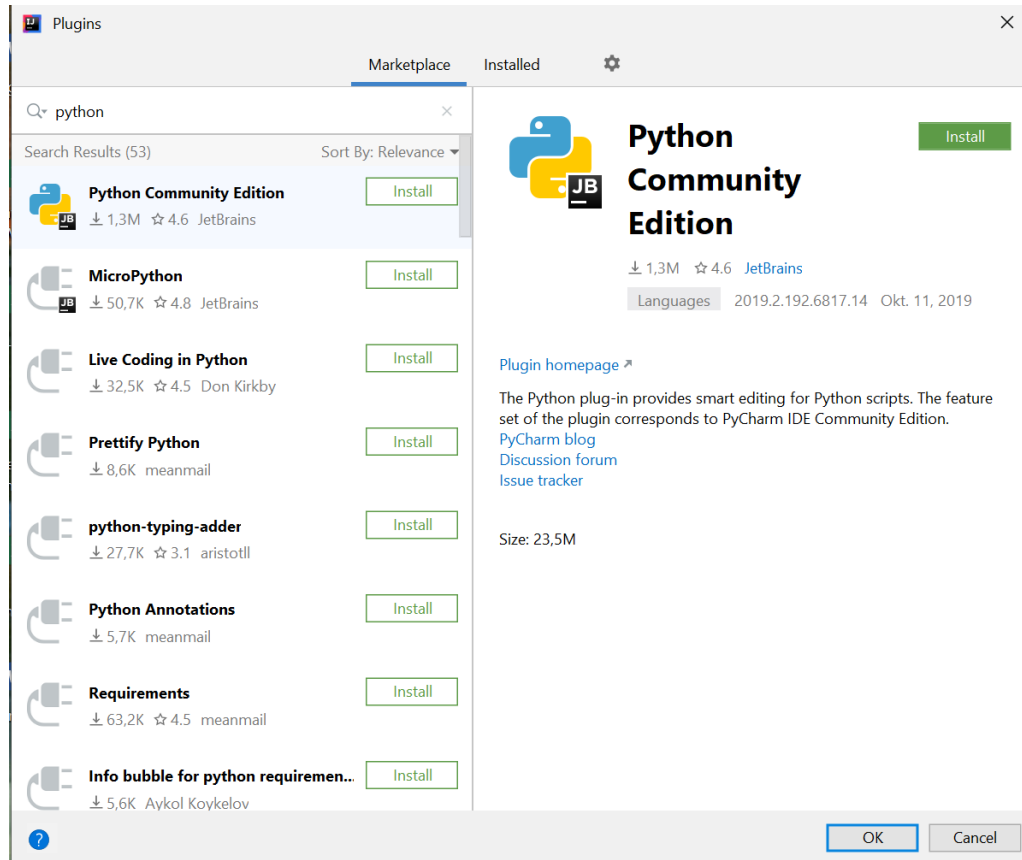 Plugins
Marketplace Installed
python
Search Results (53) Sort By: Relevance
Python Community Edition Install
1,3M 4.6 JetBrains
MicroPython Install
50,7K 4.8 JetBrains
Live Coding in Python Install
32,5K 4.5 Don Kirkby
Prettify Python Install
8,6K meanmail
python-typing-adder Install
27,7K 3.1 aristotll
Python Annotations Install
5,7K meanmail
Requirements Install
63,2K 4.5 meanmail
Info bubble for python requiremen... Install
5,6K Aykol Koykelov
Python
Community
Edition
Install
1,3M 4.6 JetBrains
Languages 2019.2.192.6817.14 Okt. 11, 2019
Plugin homepage
The Python plug-in provides smart editing for Python scripts. The feature
set of the plugin corresponds to PyCharm IDE Community Edition.
PyCharm blog
Discussion forum
Issue tracker
Size: 23,5M
? OK Cancel